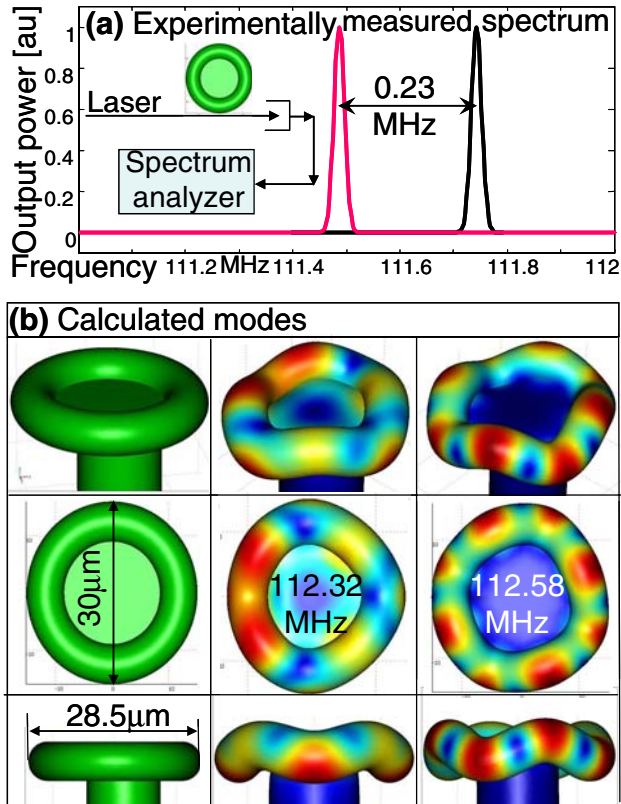 (a) Experimentally measured spectrum
Output power [au]
1
0.8
0.6
0.4
0.2
0
Laser
Spectrum
analyzer
0.23
MHz
Frequency 111.2 MHz 111.4 111.6 111.8 112
(b) Calculated modes
30μm
112.32
MHz
112.58
MHz
28.5μm